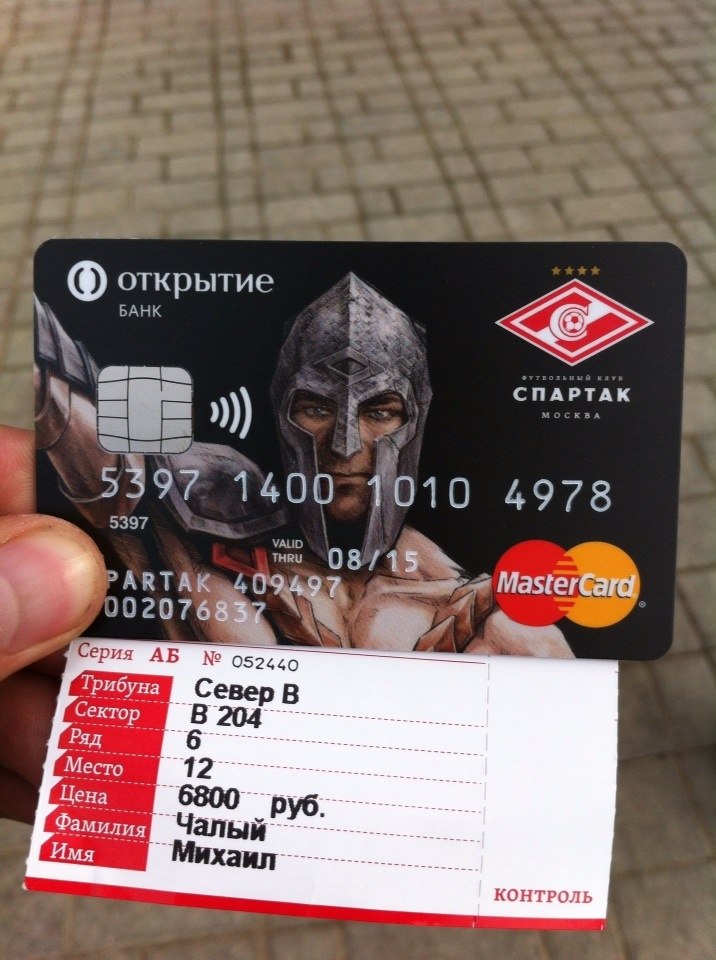 ОТКРЫТИЕ
БАНК
ФУТБОЛЬНЫЙ КЛУБ
СПАРТАК
МОСКВА
5397 1400 1010 4978
5397
VALID
THRU 08/15
PARTAK 409497
002076837
MasterCard
Серия АБ № 052440
Трибуна Север В
Сектор В 204
Ряд 6
Место 12
Цена 6800 руб.
Фамилия Чалый
Имя Михаил
КОНТРОЛЬ